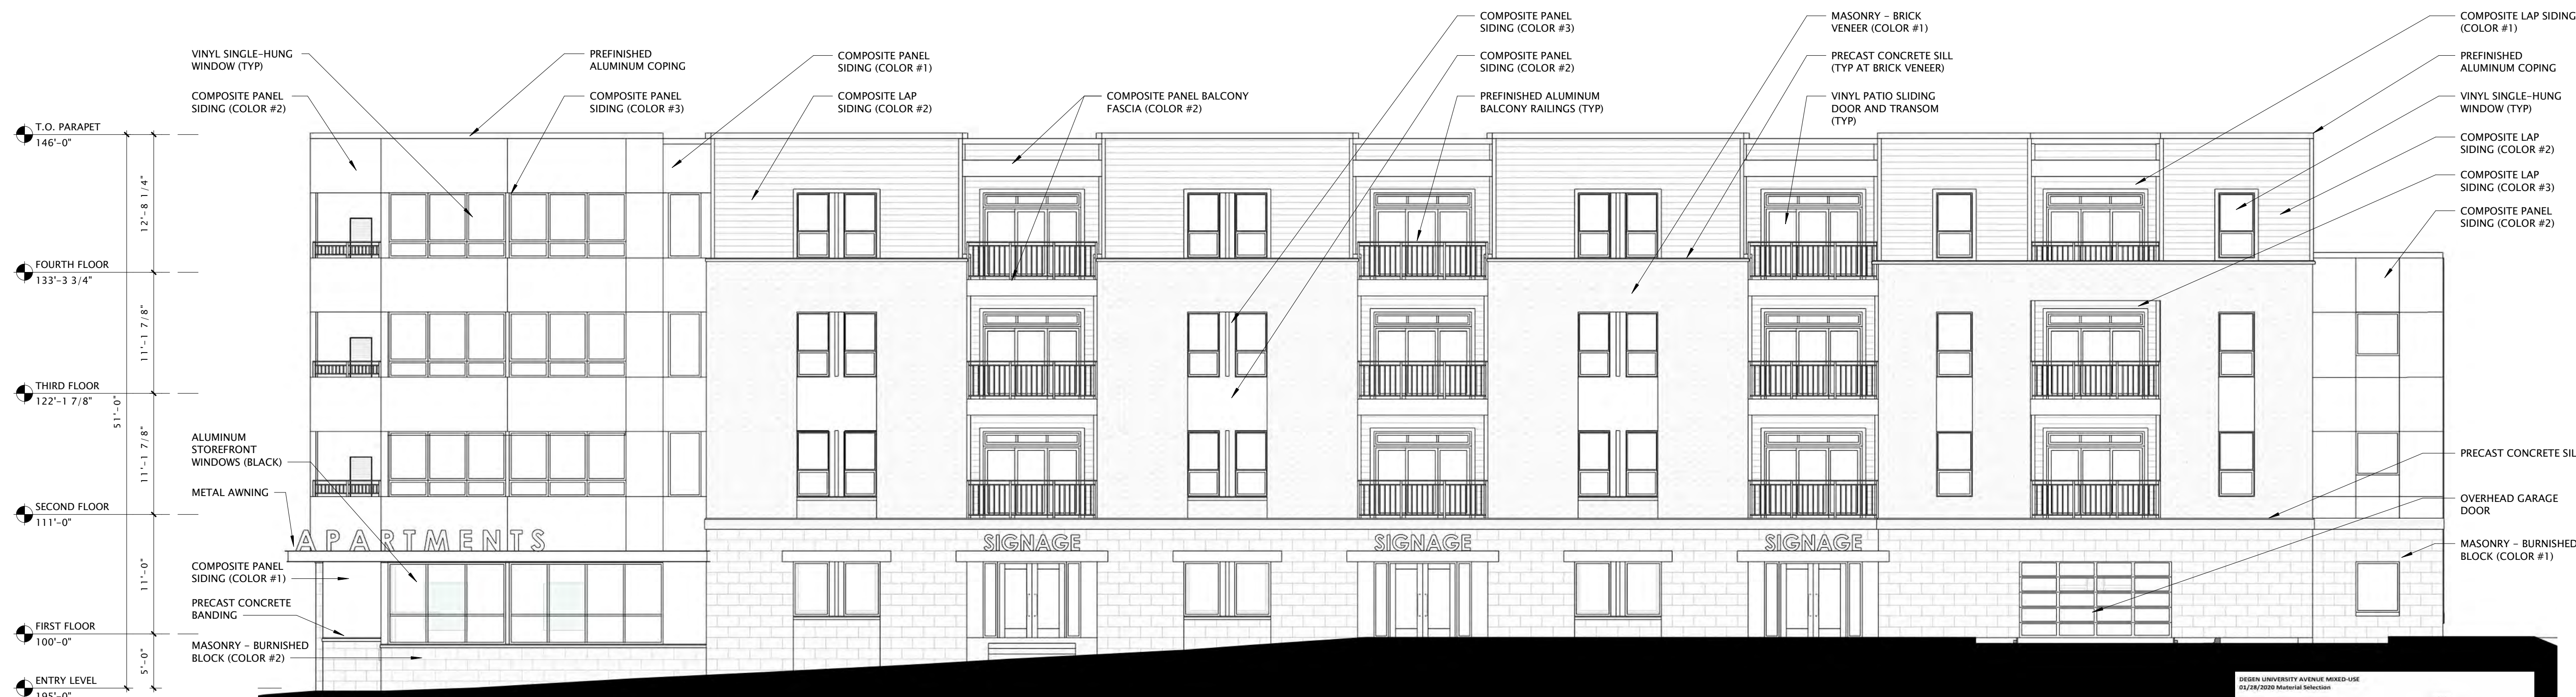 COMPOSITE PANEL
SIDING (COLOR #3)
MASONRY - BRICK
VENEER (COLOR #1)
COMPOSITE LAP SIDING
(COLOR #1)
VINYL SINGLE-HUNG
WINDOW (TYP)
PREFINISHED
ALUMINUM COPING
COMPOSITE PANEL
SIDING (COLOR #1)
COMPOSITE PANEL
SIDING (COLOR #2)
PRECAST CONCRETE SILL
(TYP AT BRICK VENEER)
PREFINISHED
ALUMINUM COPING
COMPOSITE PANEL
SIDING (COLOR #2)
COMPOSITE PANEL
SIDING (COLOR #3)
COMPOSITE LAP
SIDING (COLOR #2)
COMPOSITE PANEL BALCONY
FASCIA (COLOR #2)
PREFINISHED ALUMINUM
BALCONY RAILINGS (TYP)
VINYL PATIO SLIDING
DOOR AND TRANSOM
(TYP)
VINYL SINGLE-HUNG
WINDOW (TYP)
T.O. PARAPET
146'-0"
COMPOSITE LAP
SIDING (COLOR #2)
COMPOSITE LAP
SIDING (COLOR #3)
12'-8 1/4"
COMPOSITE PANEL
SIDING (COLOR #2)
FOURTH FLOOR
133'-3 3/4"
11'-1 7/8"
THIRD FLOOR
122'-1 7/8"
51'-0"
11'-1 7/8"
ALUMINUM
STOREFRONT
WINDOWS (BLACK)
PRECAST CONCRETE SIL
METAL AWNING
OVERHEAD GARAGE
DOOR
SECOND FLOOR
111'-0"
APARTMENTS
SIGNAGE
SIGNAGE
SIGNAGE
MASONRY - BURNISHED
BLOCK (COLOR #1)
COMPOSITE PANEL
SIDING (COLOR #1)
11'-0"
PRECAST CONCRETE
BANDING
FIRST FLOOR
100'-0"
MASONRY - BURNISHED
BLOCK (COLOR #2)
5'-0"
ENTRY LEVEL
195'-0"
DEGEN UNIVERSITY AVENUE MIXED-USE
01/28/2020 Material Selection